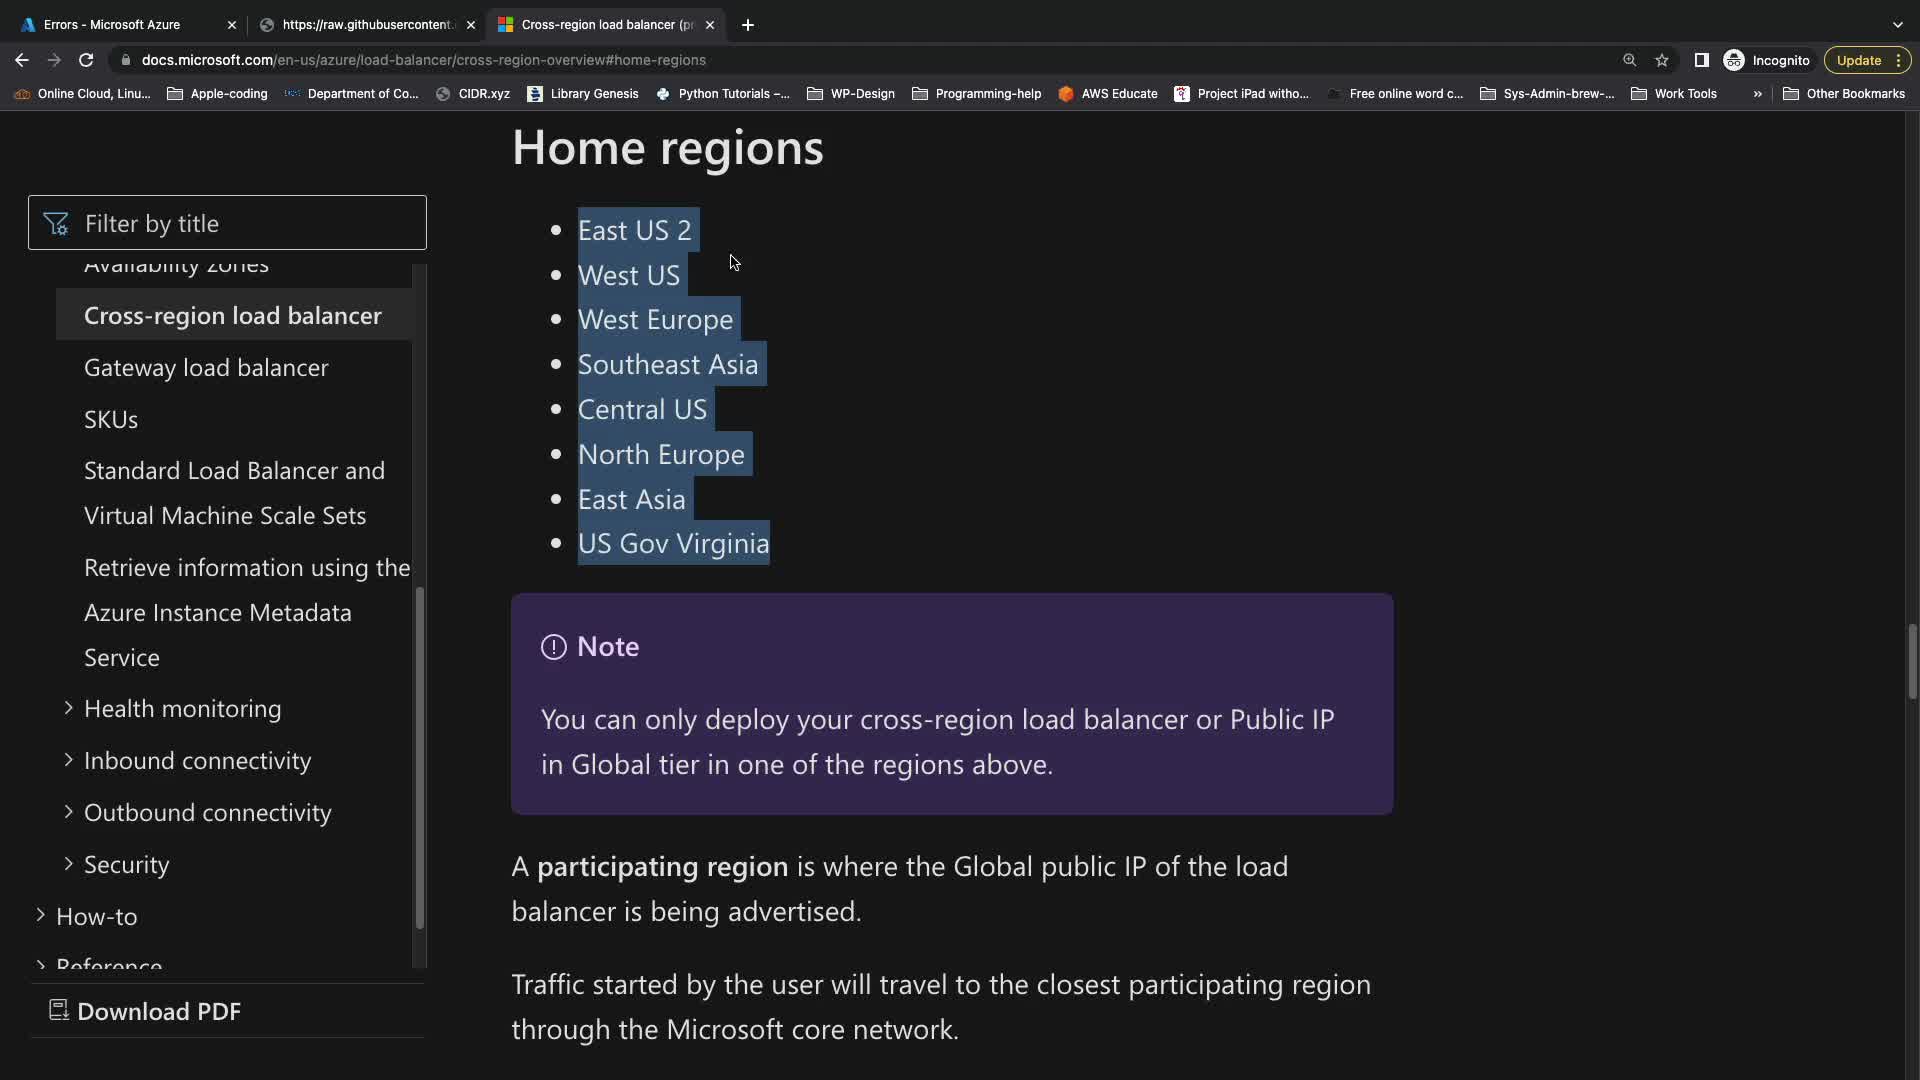 Errors - Microsoft Azure
https://raw.githubusercontent.
Cross-region load balancer (pr
docs.microsoft.com/en-us/azure/load-balancer/cross-region-overview#home-regions
Incognito
Update
Online Cloud, Linu...
Apple-coding
Department of Co...
CIDR.xyz
Library Genesis
Python Tutorials –...
WP-Design
Programming-help
AWS Educate
Project iPad witho...
Free online word c...
Sys-Admin-brew-...
Work Tools
»
Other Bookmarks
Filter by title
Availability zones
Cross-region load balancer
Gateway load balancer
SKUs
Standard Load Balancer and
Virtual Machine Scale Sets
Retrieve information using the
Azure Instance Metadata
Service
Health monitoring
Inbound connectivity
Outbound connectivity
Security
How-to
Reference
Download PDF
Home regions
• East US 2
• West US
• West Europe
• Southeast Asia
• Central US
• North Europe
• East Asia
• US Gov Virginia
Note
You can only deploy your cross-region load balancer or Public IP
in Global tier in one of the regions above.
A participating region is where the Global public IP of the load
balancer is being advertised.
Traffic started by the user will travel to the closest participating region
through the Microsoft core network.